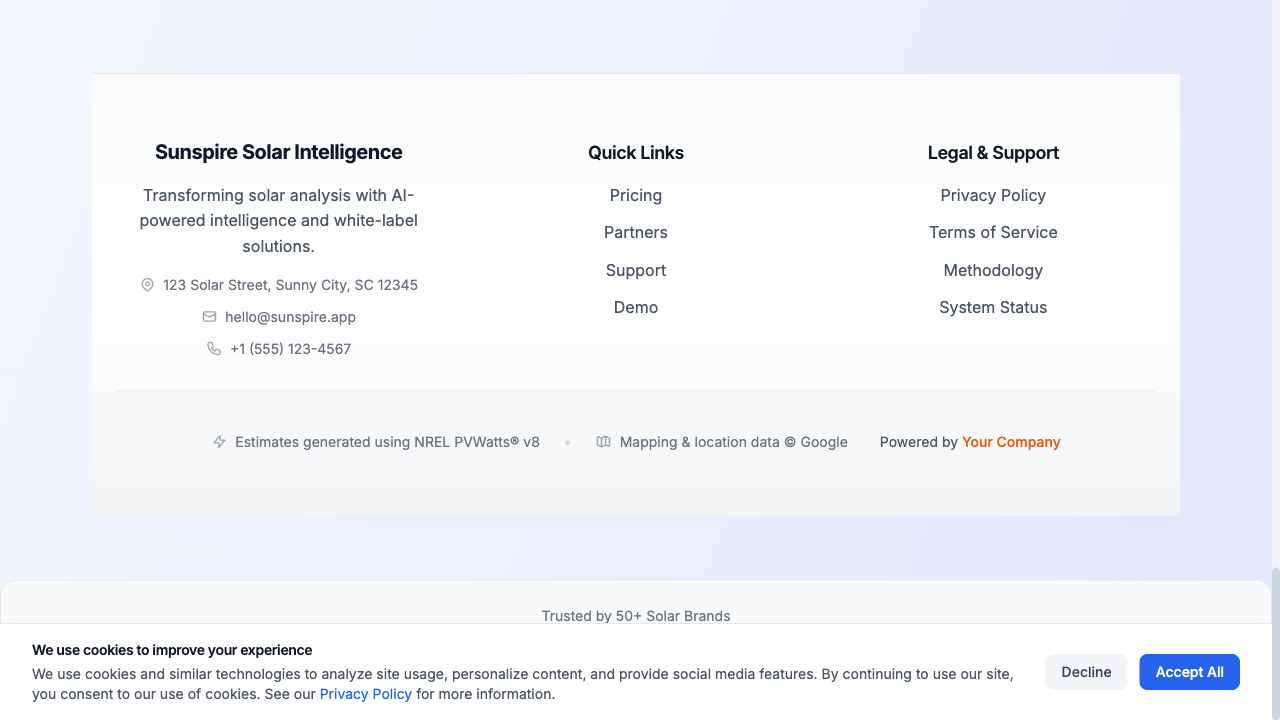 Sunspire Solar Intelligence
Transforming solar analysis with AI-
powered intelligence and white-label
solutions.
123 Solar Street, Sunny City, SC 12345
hello@sunspire.app
+1 (555) 123-4567
Quick Links
Pricing
Partners
Support
Demo
Legal & Support
Privacy Policy
Terms of Service
Methodology
System Status
Estimates generated using NREL PVWatts® v8
Mapping & location data © Google
Powered by Your Company
Trusted by 50+ Solar Brands
We use cookies to improve your experience
We use cookies and similar technologies to analyze site usage, personalize content, and provide social media features. By continuing to use our site,
you consent to our use of cookies. See our Privacy Policy for more information.
Decline
Accept All